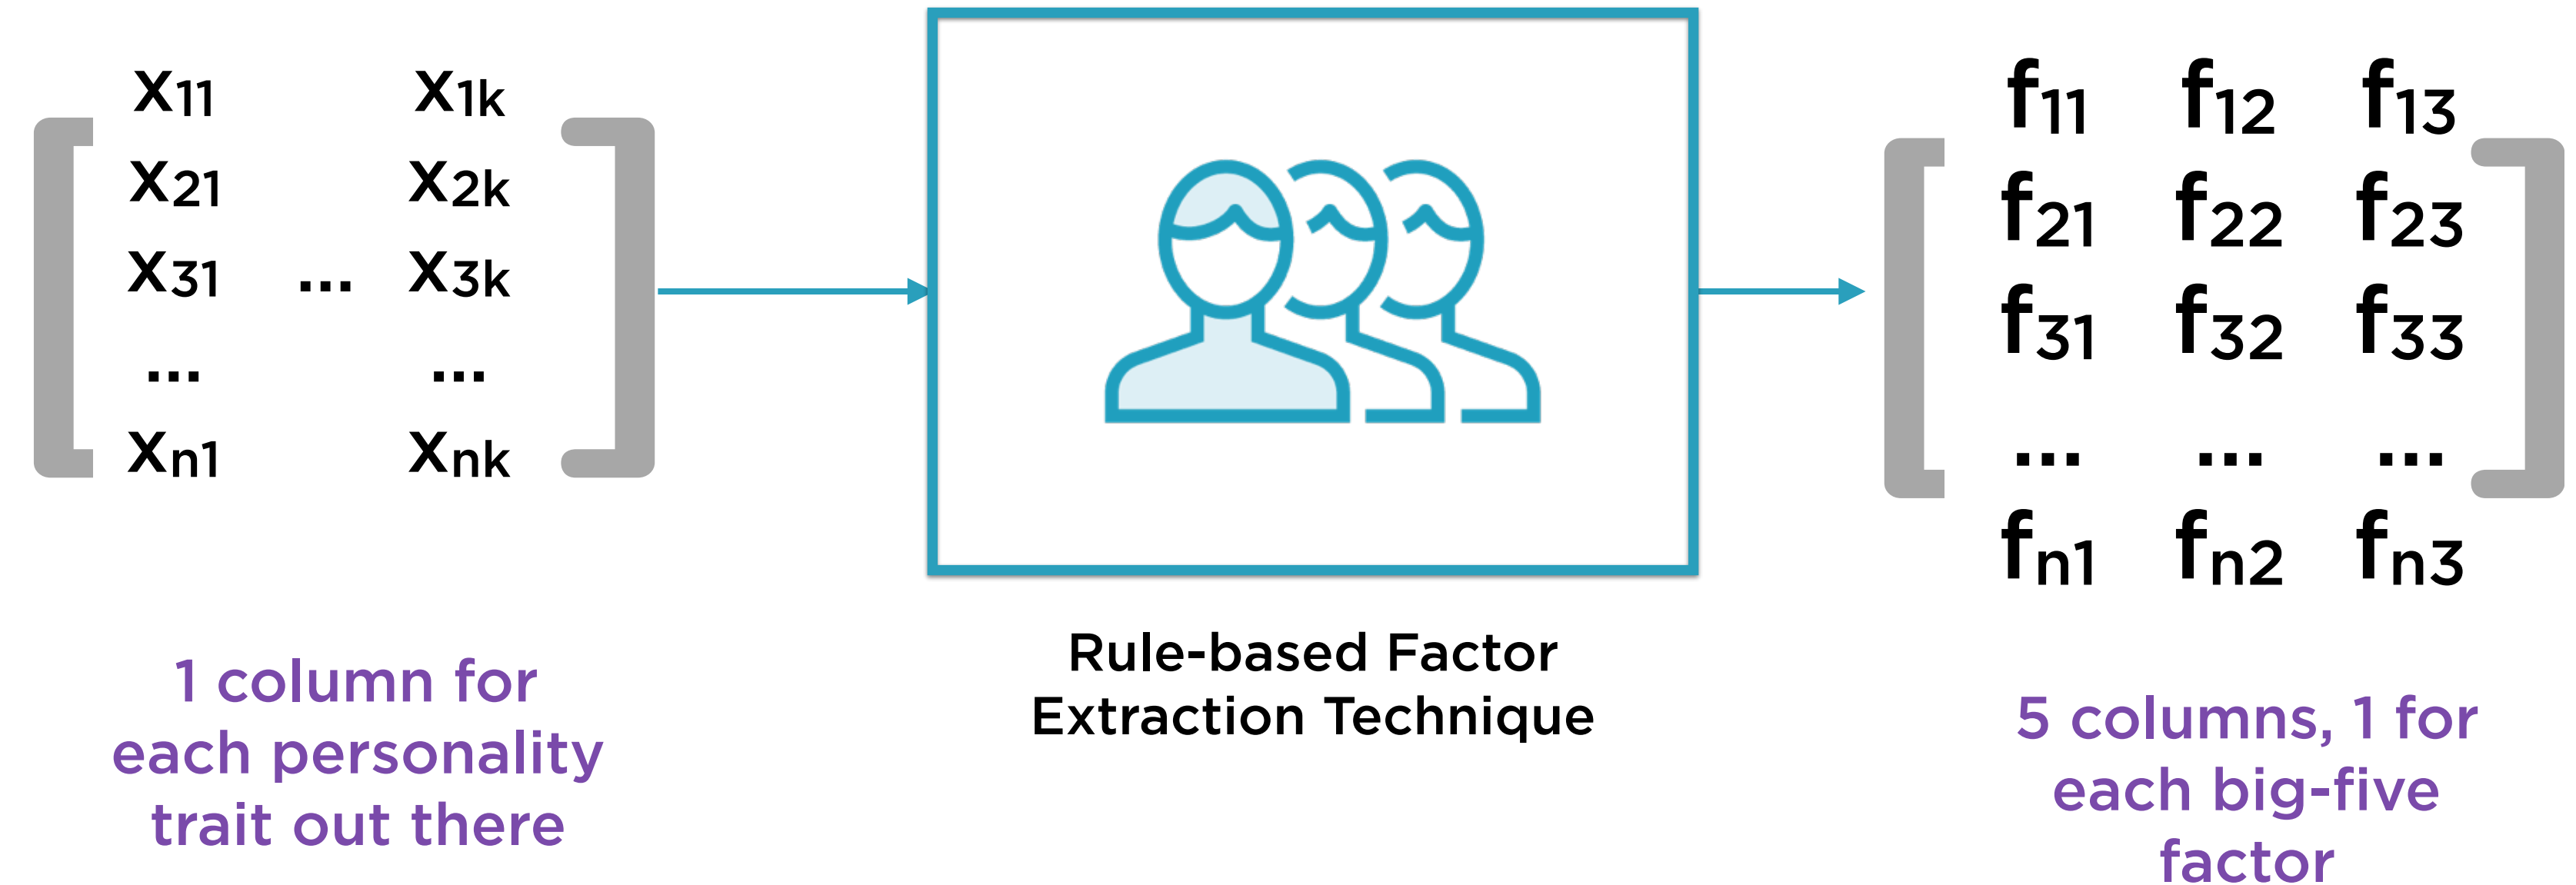 x11 x1k
x21 x2k
x31 ... x3k
... ...
xn1 xnk
1 column for
each personality
trait out there
Rule-based Factor
Extraction Technique
f11 f12 f13
f21 f22 f23
f31 f32 f33
... ... ...
fn1 fn2 fn3
5 columns, 1 for
each big-five
factor